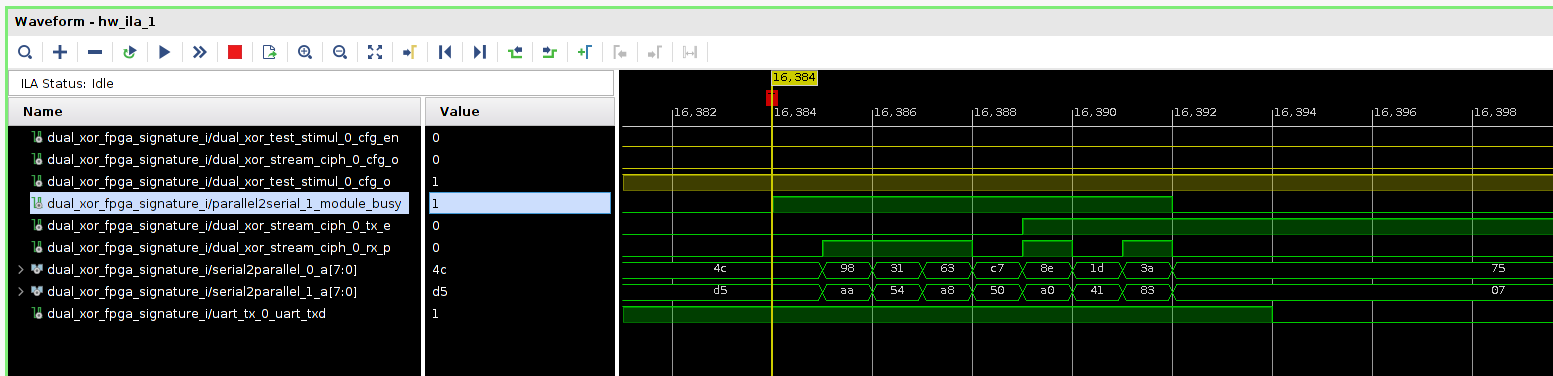 Waveform - hw_ila_1
ILA Status: Idle
16,384
Name Value
16,382 16,384 16,386 16,388 16,390 16,392 16,394 16,396 16,398
dual_xor_fpga_signature_i/dual_xor_test_stimul_0_cfg_en 0
dual_xor_fpga_signature_i/dual_xor_stream_ciph_0_cfg_o 0
dual_xor_fpga_signature_i/dual_xor_test_stimul_0_cfg_o 1
dual_xor_fpga_signature_i/parallel2serial_1_module_busy 1
dual_xor_fpga_signature_i/dual_xor_stream_ciph_0_tx_e 0
dual_xor_fpga_signature_i/dual_xor_stream_ciph_0_rx_p 0
dual_xor_fpga_signature_i/serial2parallel_0_a[7:0] 4c 4c 98 31 63 c7 8e 1d 3a 75
dual_xor_fpga_signature_i/serial2parallel_1_a[7:0] d5 d5 aa 54 a8 50 a0 41 83 07
dual_xor_fpga_signature_i/uart_tx_0_uart_txd 1